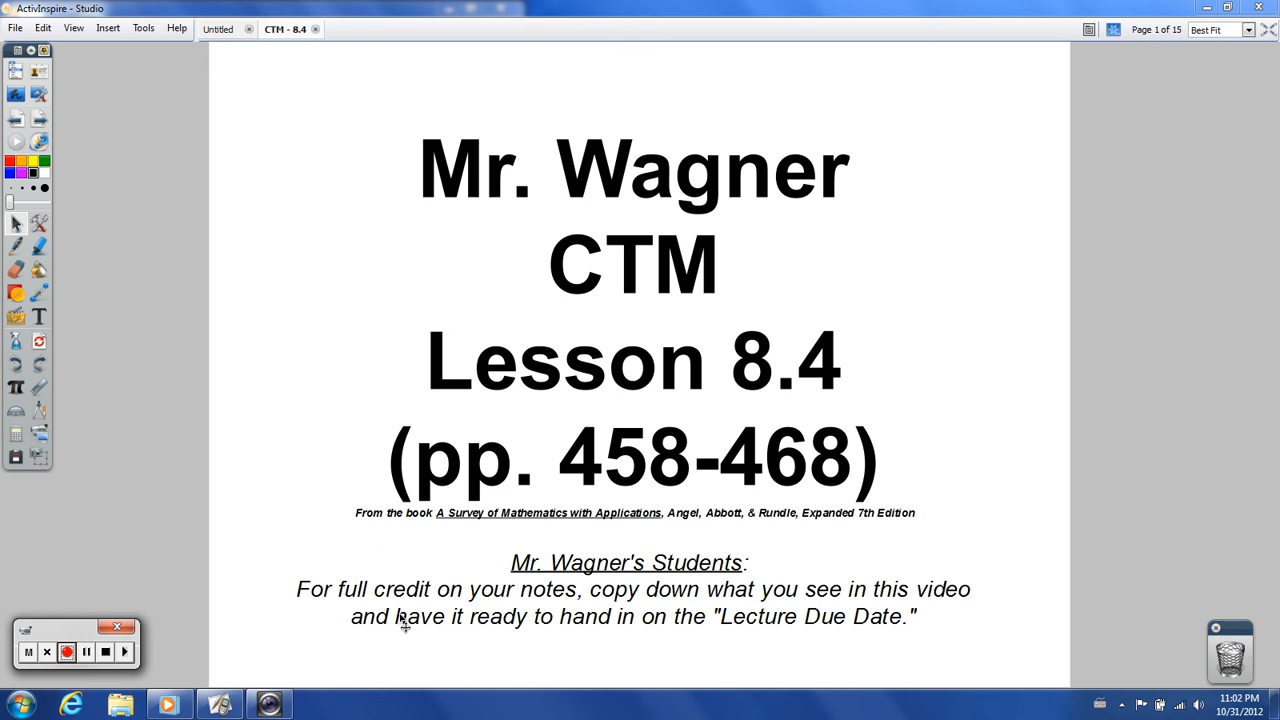 ActivInspire - Studio
File Edit View Insert Tools Help Untitled CTM - 8.4 Page 1 of 15 Best Fit
Mr. Wagner
CTM
Lesson 8.4
(pp. 458-468)
From the book A Survey of Mathematics with Applications, Angel, Abbott, & Rundle, Expanded 7th Edition
Mr. Wagner's Students:
For full credit on your notes, copy down what you see in this video
and have it ready to hand in on the "Lecture Due Date."
M
11:02 PM
10/31/2012